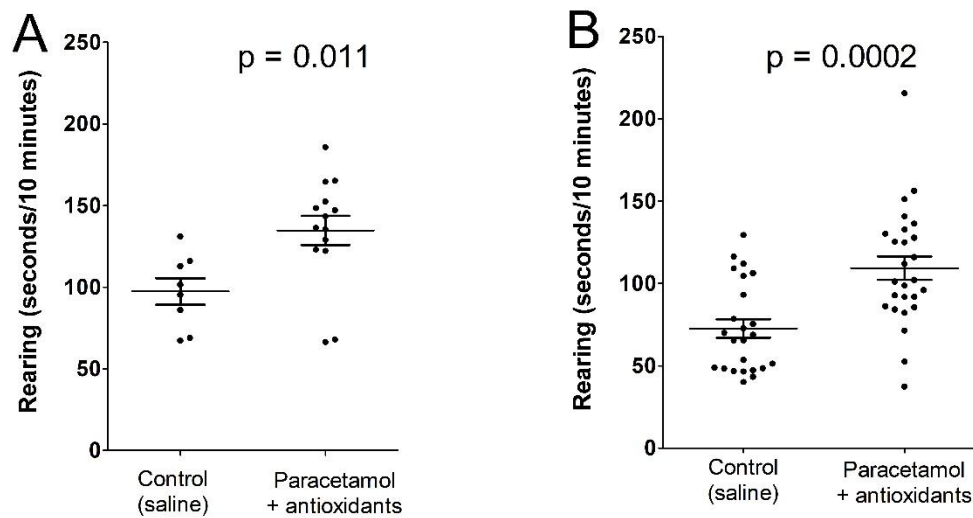 A
p = 0.011
Rearing (seconds/10 minutes)
250
200
150
100
50
0
Control
(saline)
Paracetamol
+ antioxidants
B
p = 0.0002
Rearing (seconds/10 minutes)
250
200
150
100
50
0
Control
(saline)
Paracetamol
+ antioxidants